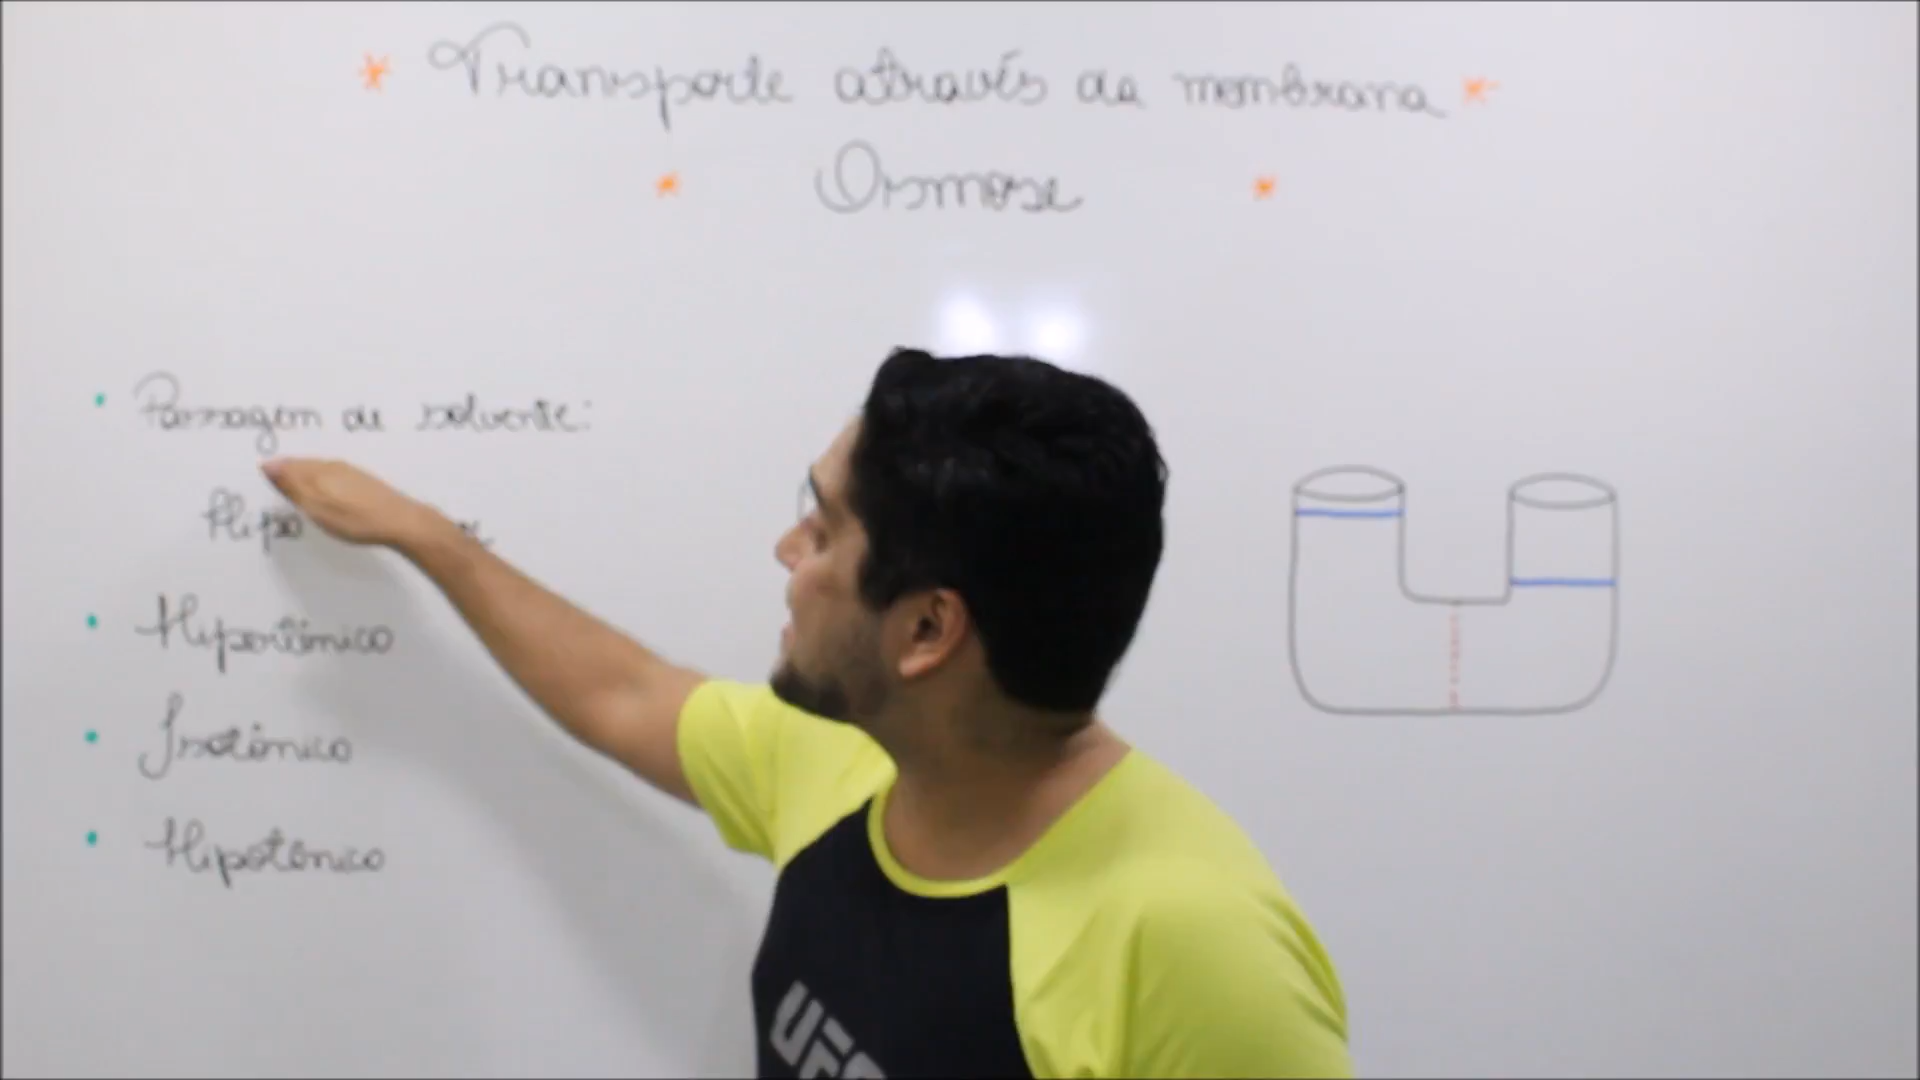 * Transporte através da membrana *
* Osmose *
• Passagem de solvente:
Hipo
• Hipertônico
• Isotônico
• Hipotônico
UFC